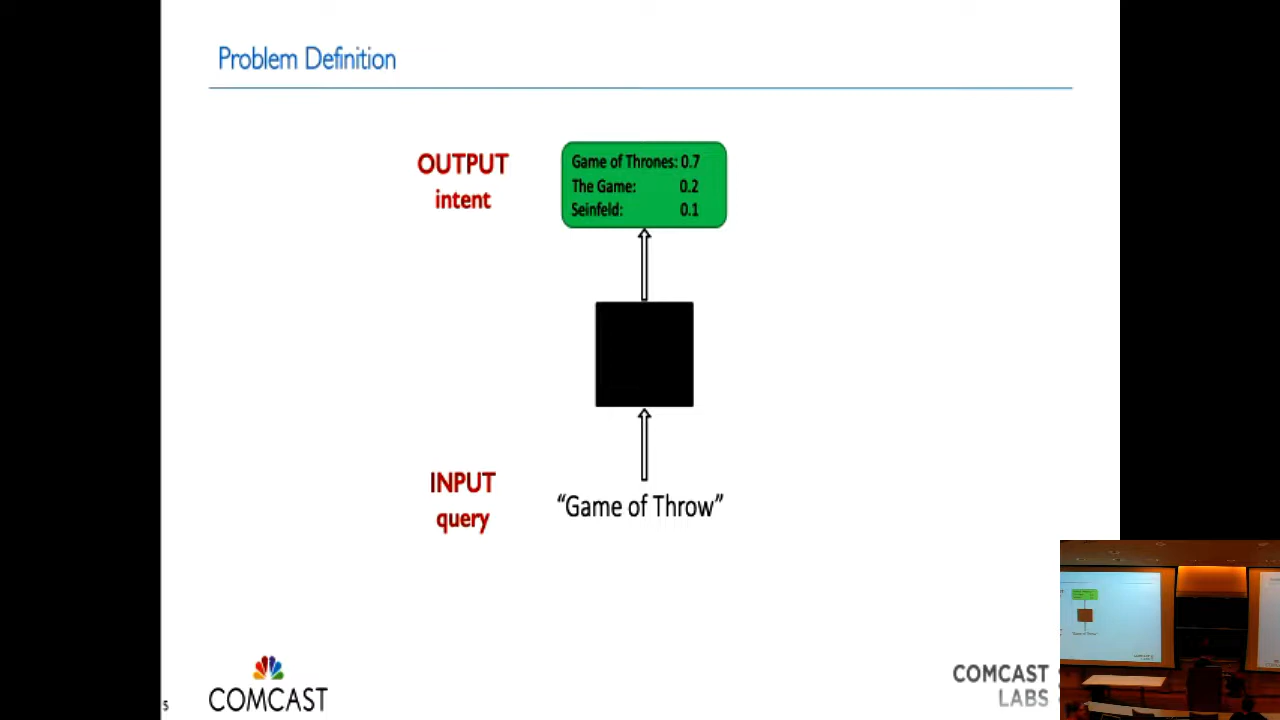 Problem Definition
OUTPUT
intent
Game of Thrones: 0.7
The Game: 0.2
Seinfeld: 0.1
INPUT
query
“Game of Throw”
5
COMCAST
COMCAST
LABS